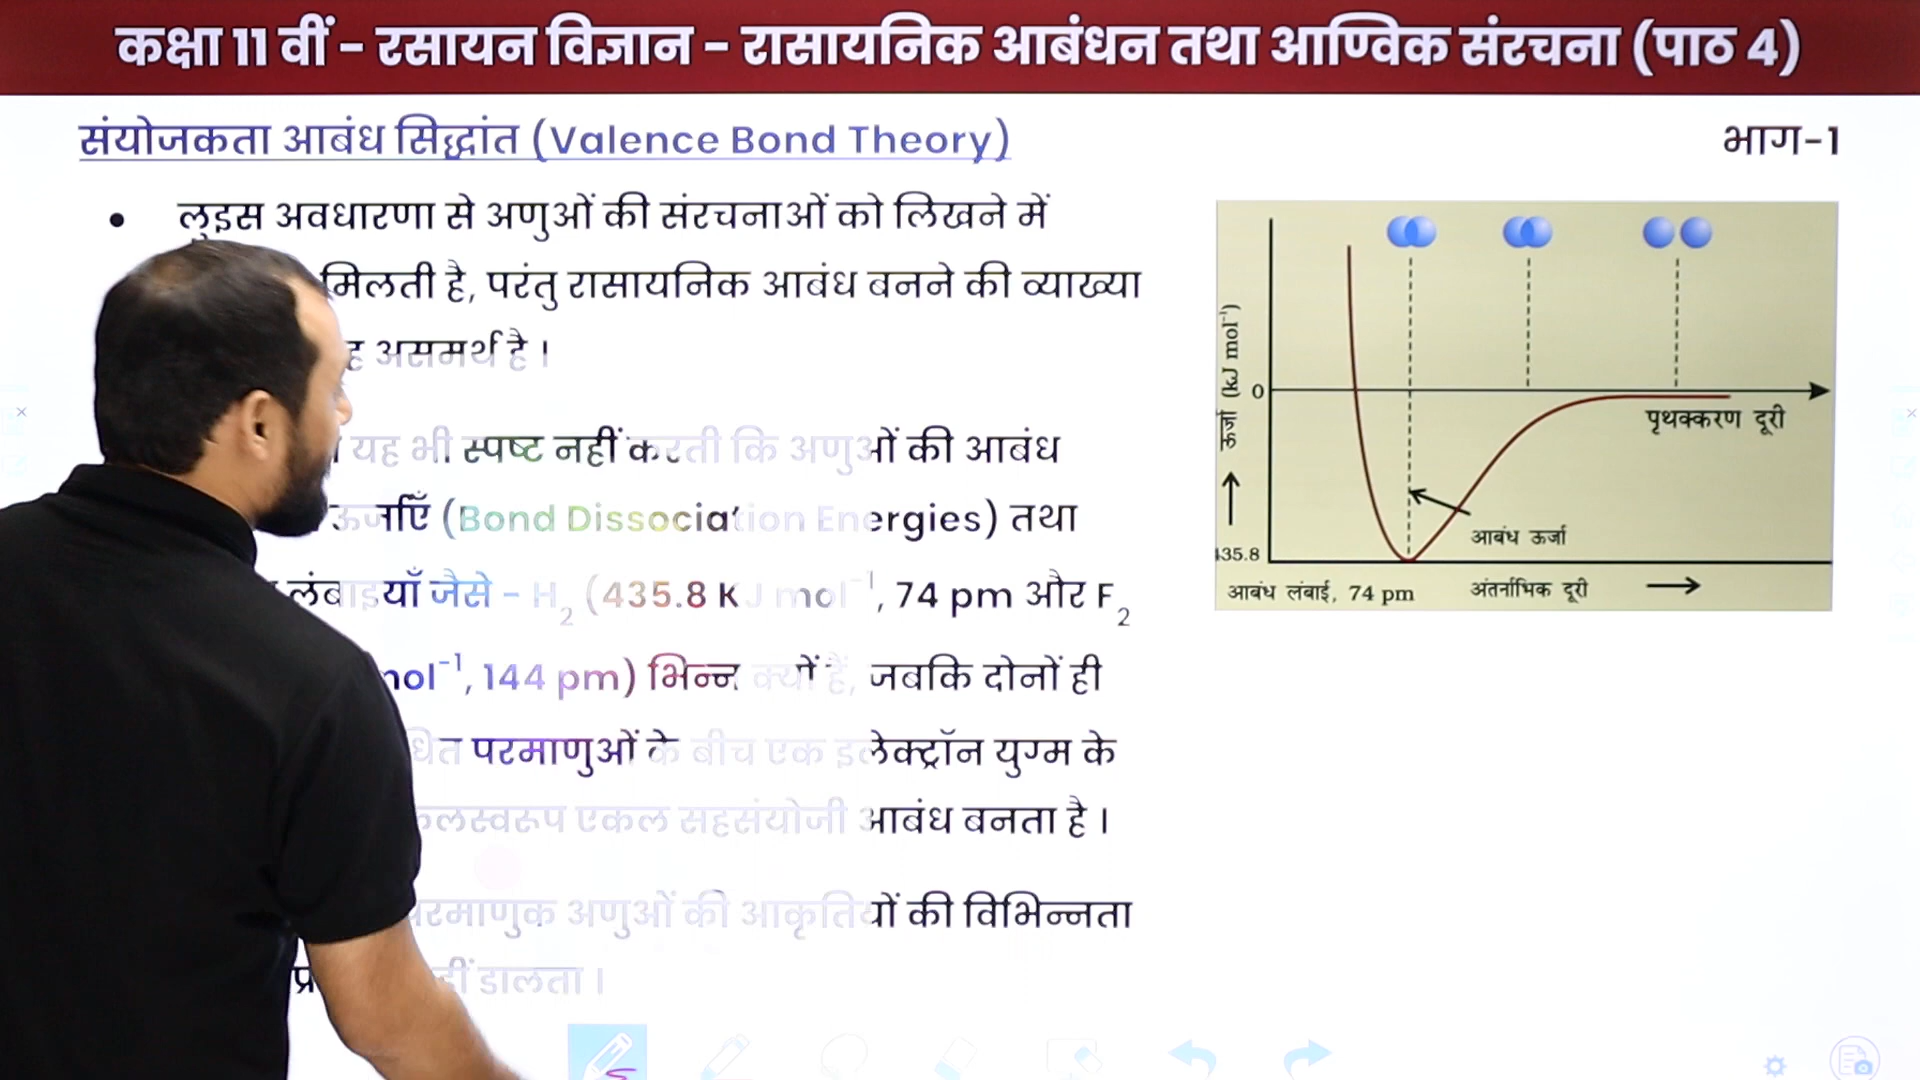 कक्षा 11 वीं - रसायन विज्ञान - रासायनिक आबंधन तथा आण्विक संरचना (पाठ 4)
संयोजकता आबंध सिद्धांत (Valence Bond Theory)
भाग-1
• लुइस अवधारणा से अणुओं की संरचनाओं को लिखने में
मिलती है, परंतु रासायनिक आबंध बनने की व्याख्या
असमर्थ है ।
यह भी स्पष्ट नहीं करती कि अणुओं की आबंध
ऊर्जाएँ (Bond Dissociation Energies) तथा
लंबाइयाँ जैसे - H₂ (435.8 K J mol⁻¹, 74 pm और F₂
mol⁻¹, 144 pm) भिन्न क्यों हैं, जबकि दोनों ही
परमाणुओं के बीच एक इलेक्ट्रॉन युग्म के
फलस्वरूप एकल सहसंयोजी आबंध बनता है ।
अणुओं की आकृतियों की विभिन्नता
डालता ।
ऊर्जा (kJ mol⁻¹)
0
पृथक्करण दूरी
आबंध ऊर्जा
435.8
आबंध लंबाई, 74 pm
अंतर्नाभिक दूरी